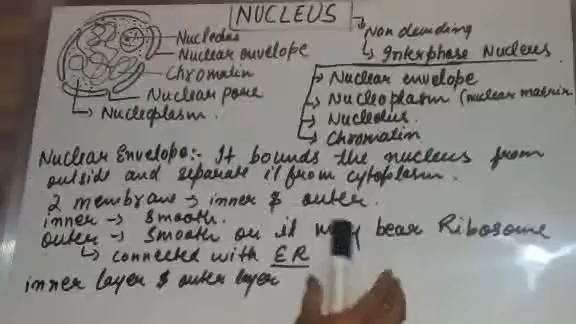 NUCLEUS
Nucleolus
Nuclear envelope
Chromatin
Nuclear pore
Nucleoplasm.
Non dividing
Interphase Nucleus.
Nuclear envelope
Nucleoplasm (nuclear matrix
Nucleolus.
Chromatin
Nuclear Envelope:- It bounds the nucleus from
outside and separate it from cytoplasm.
2 membrane → inner & outer.
inner → Smooth.
outer → Smooth or it may bear Ribosome
↳ connected with ER
inner layer & outer layer